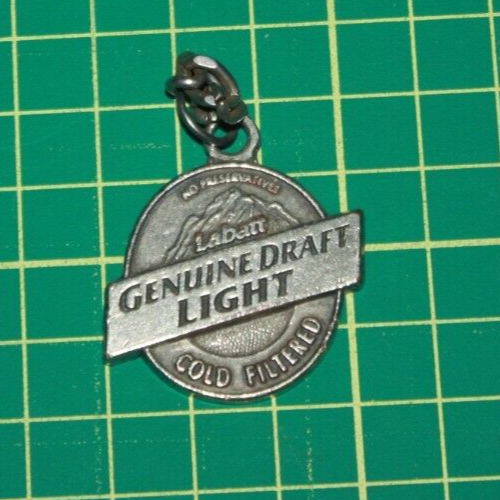 NO PRESERVATIVES
Labatt
GENUINE DRAFT
LIGHT
COLD FILTERED